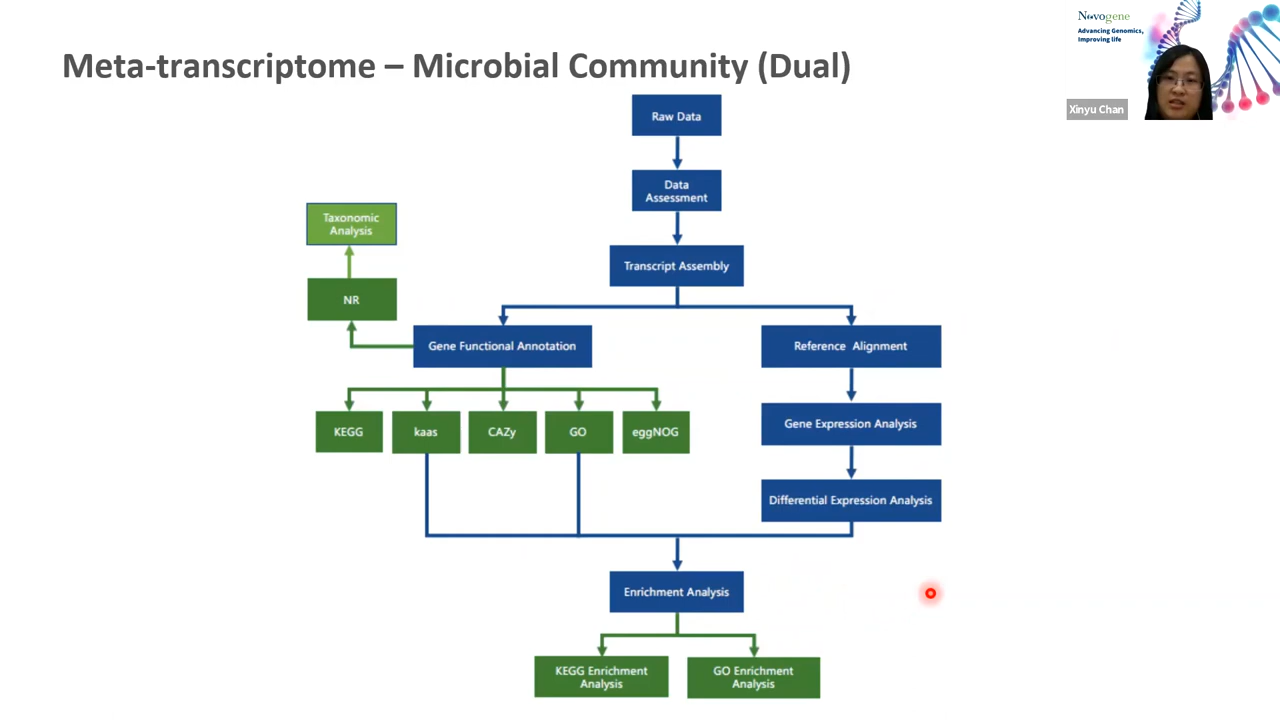 Novogene
Advancing Genomics,
Improving life
Meta-transcriptome – Microbial Community (Dual)
Xinyu Chan
Raw Data
Data
Assessment
Taxonomic
Analysis
Transcript Assembly
NR
Gene Functional Annotation
Reference Alignment
KEGG
kaas
CAZy
GO
eggNOG
Gene Expression Analysis
Differential Expression Analysis
Enrichment Analysis
KEGG Enrichment
Analysis
GO Enrichment
Analysis